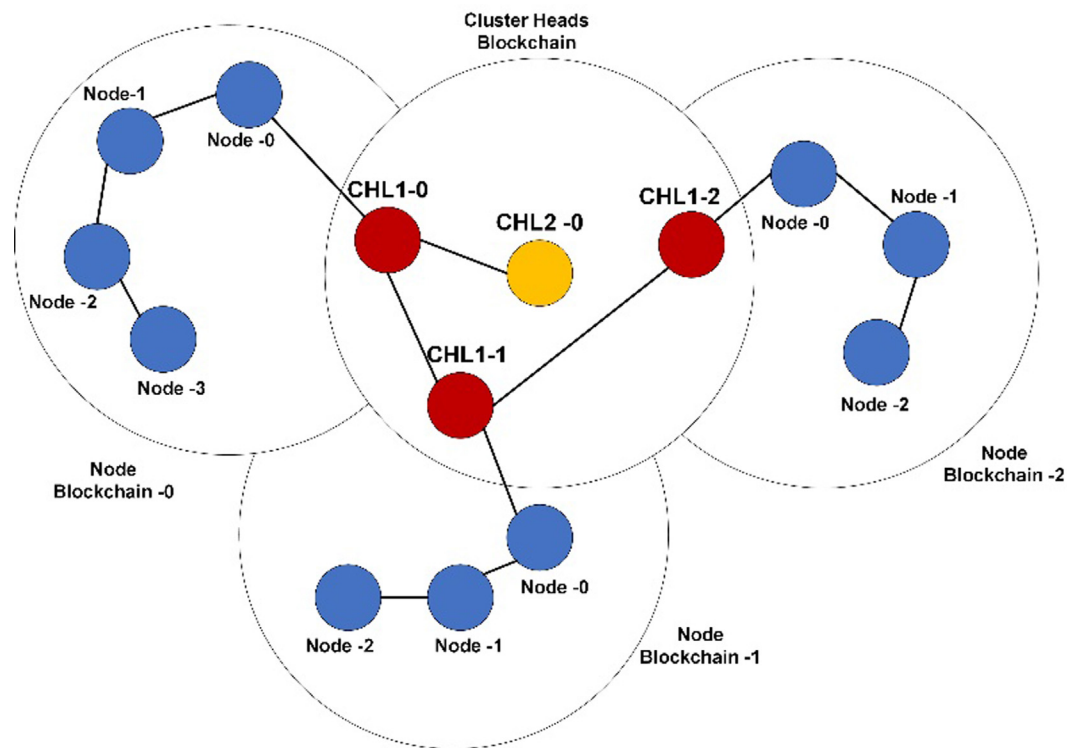 Cluster Heads
Blockchain
Node-1
Node -0
Node -2
Node -3
CHL1-0
CHL2 -0
CHL1-2
CHL1-1
Node -0
Node -1
Node -2
Node
Blockchain -0
Node
Blockchain -2
Node -0
Node -2
Node -1
Node
Blockchain -1